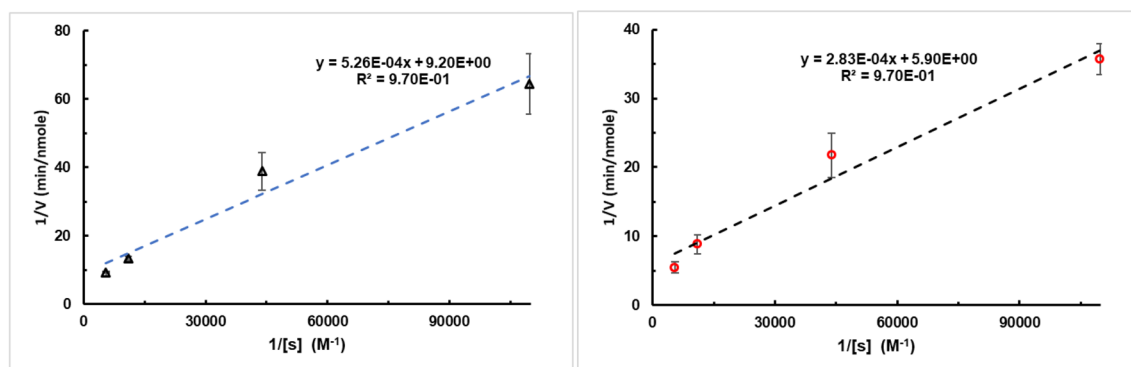 80
60
40
20
0
1/V (min/nmole)
y = 5.26E-04x + 9.20E+00
R² = 9.70E-01
0 30000 60000 90000
1/[s] (M⁻¹)
40
30
20
10
0
1/V (min/nmole)
y = 2.83E-04x + 5.90E+00
R² = 9.70E-01
0 30000 60000 90000
1/[s] (M⁻¹)